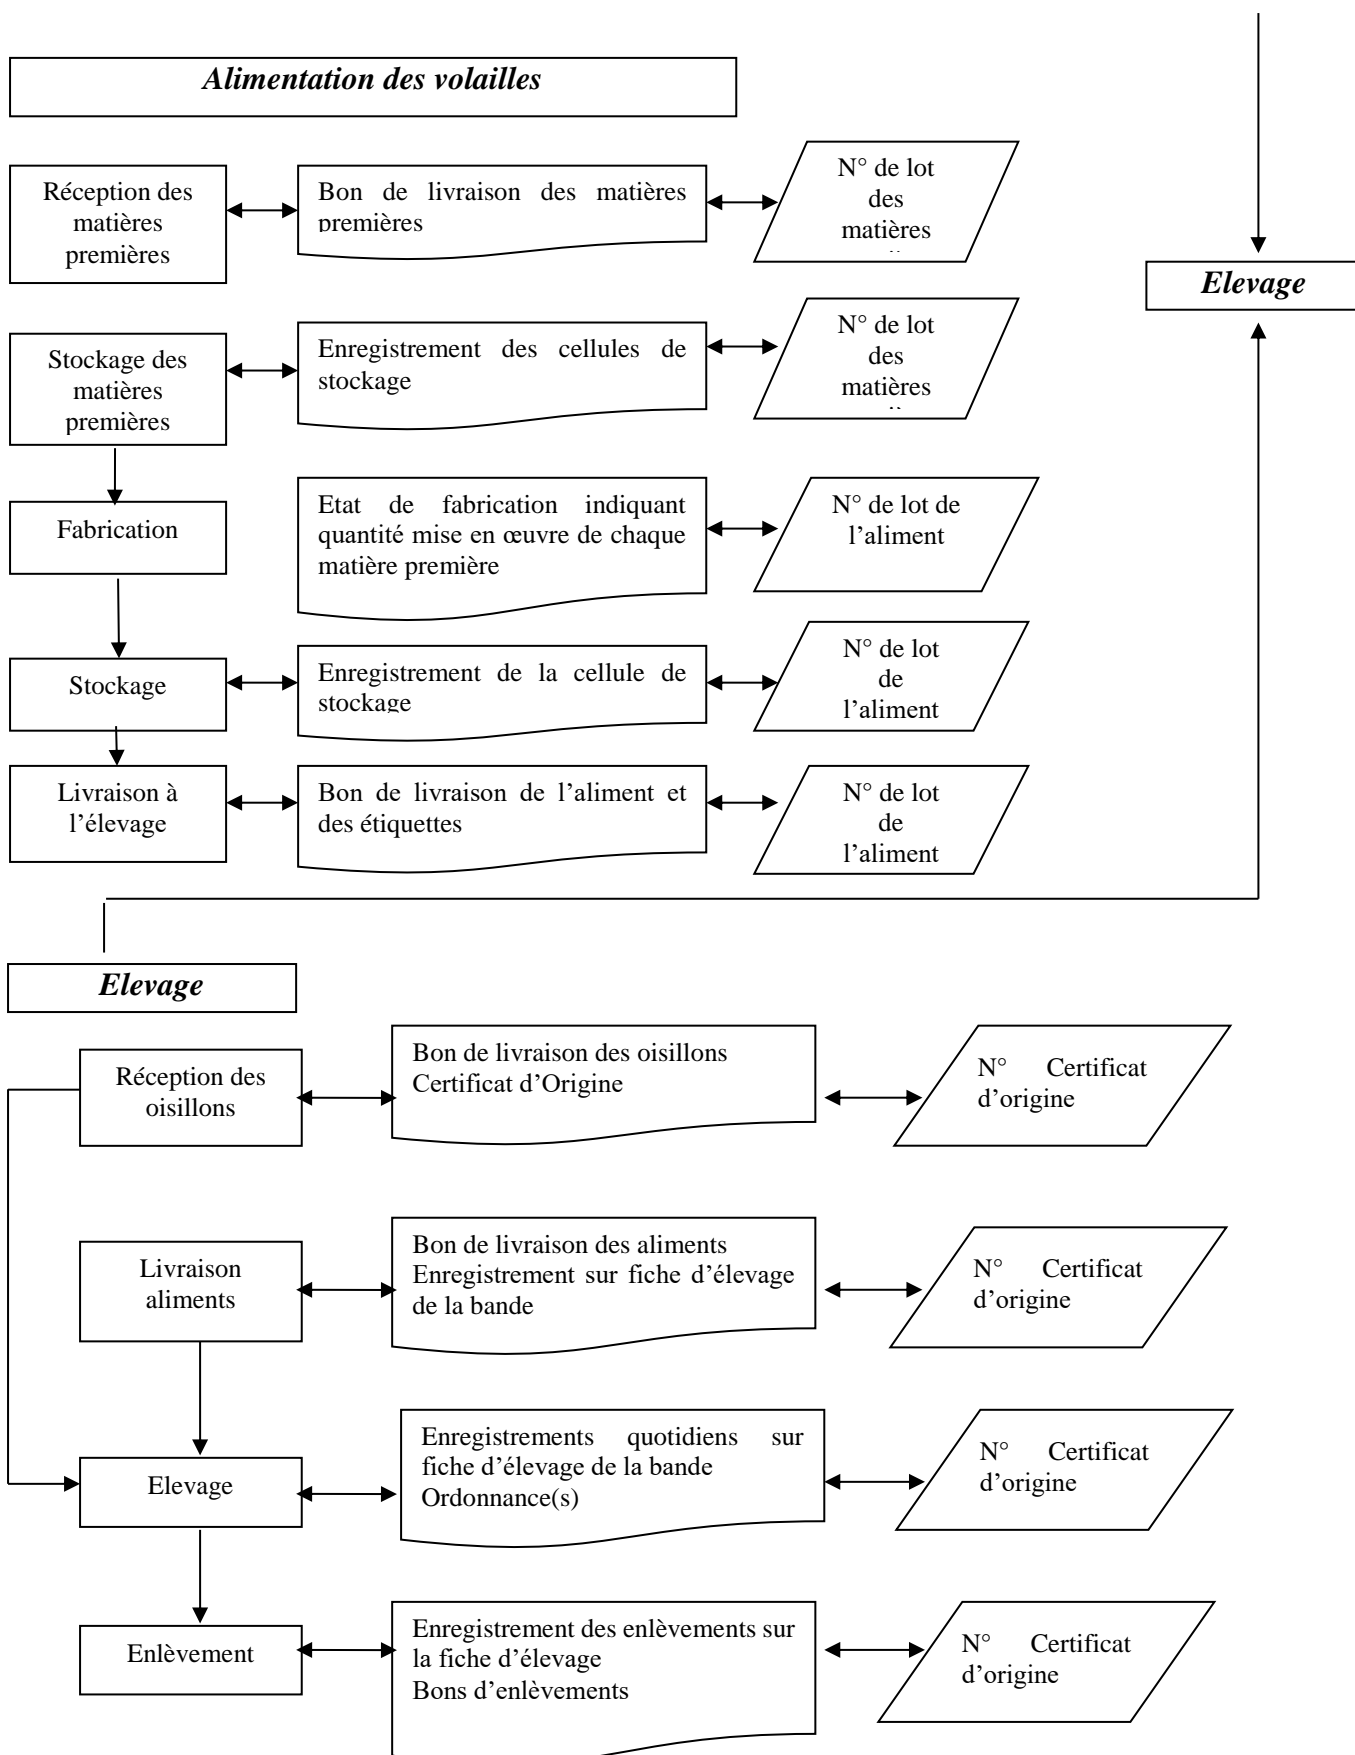 Alimentation des volailles
Réception des
matières
premières
Bon de livraison des matières
premières
N° de lot
des
matières
Elevage
Stockage des
matières
premières
Enregistrement des cellules de
stockage
N° de lot
des
matières
Fabrication
Etat de fabrication indiquant
quantité mise en œuvre de chaque
matière première
N° de lot de
l’aliment
Stockage
Enregistrement de la cellule de
stockage
N° de lot
de
l’aliment
Livraison à
l’élevage
Bon de livraison de l’aliment et
des étiquettes
N° de lot
de
l’aliment
Elevage
Réception des
oisillons
Bon de livraison des oisillons
Certificat d’Origine
N° Certificat
d’origine
Livraison
aliments
Bon de livraison des aliments
Enregistrement sur fiche d’élevage
de la bande
N° Certificat
d’origine
Elevage
Enregistrements quotidiens sur
fiche d’élevage de la bande
Ordonnance(s)
N° Certificat
d’origine
Enlèvement
Enregistrement des enlèvements sur
la fiche d’élevage
Bons d’enlèvements
N° Certificat
d’origine